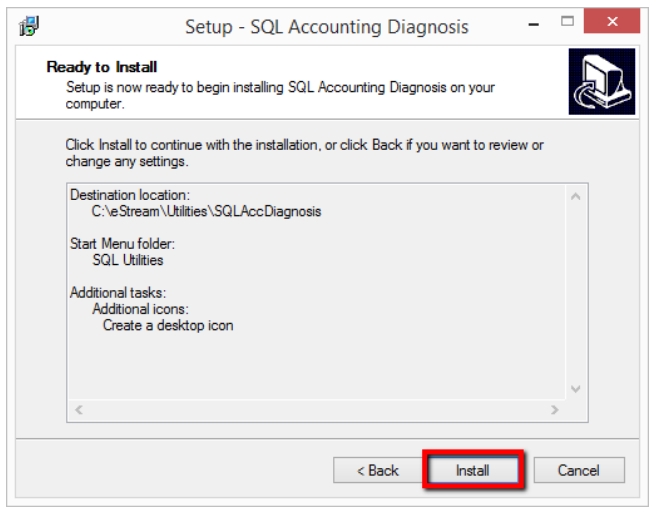 Setup - SQL Accounting Diagnosis
Ready to Install
Setup is now ready to begin installing SQL Accounting Diagnosis on your
computer.
Click Install to continue with the installation, or click Back if you want to review or
change any settings.
Destination location:
C:\eStream\Utilities\SQLAccDiagnosis
Start Menu folder:
SQL Utilities
Additional tasks:
Additional icons:
Create a desktop icon
< Back
Install
Cancel